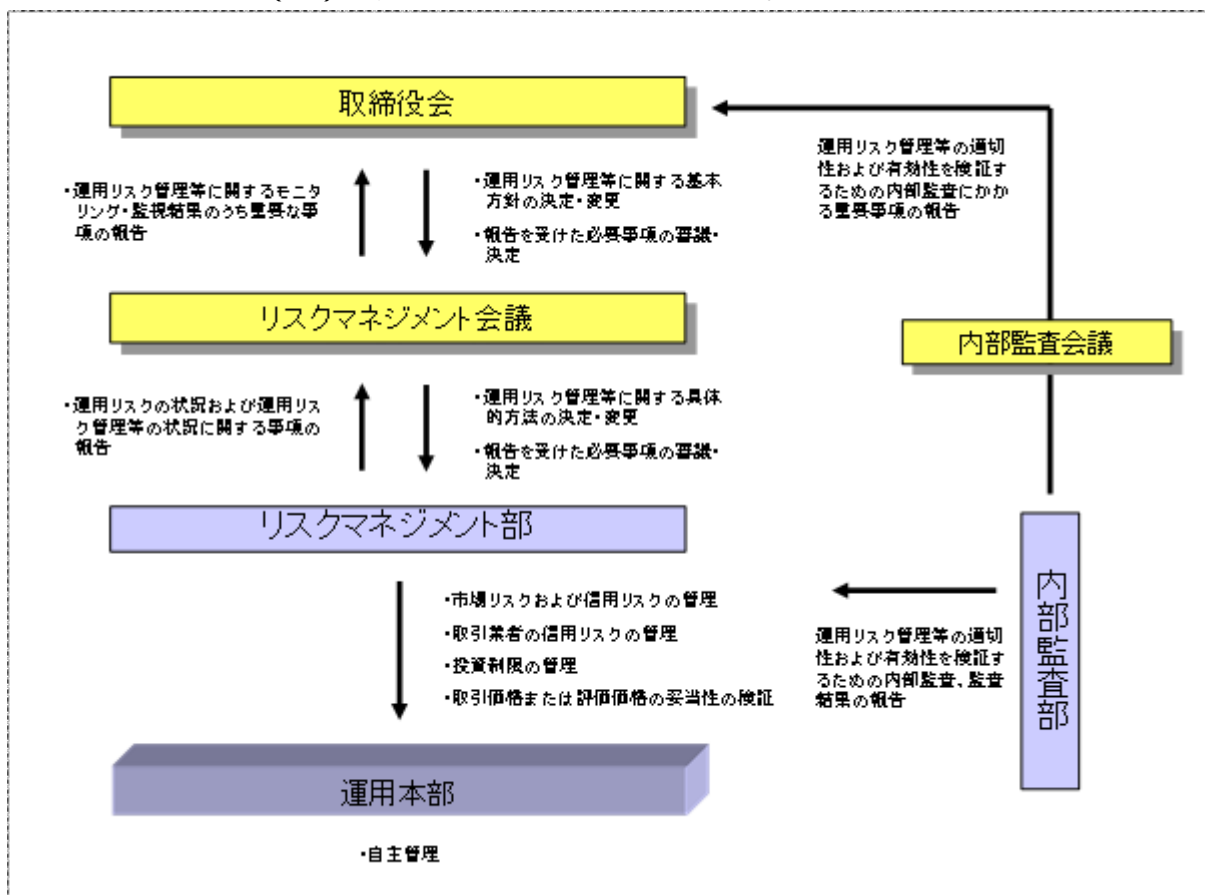 取締役会
・運用リスク管理等に関するモニタ
リング・監視結果のうち重要な事
項の報告
・運用リスク管理等に関する基本
方針の決定・変更
・報告を受けた必要事項の審議・
決定
運用リスク管理等の適切
性および有効性を検証す
るための内部監査にかか
る重要事項の報告
リスクマネジメント会議
内部監査会議
・運用リスクの状況および運用リス
ク管理等の状況に関する事項の
報告
・運用リスク管理等に関する具体
的方法の決定・変更
・報告を受けた必要事項の審議・
決定
リスクマネジメント部
内部監査部
・市場リスクおよび信用リスクの管理
・取引業者の信用リスクの管理
・投資制限の管理
・取引価格または評価価格の妥当性の検証
運用リスク管理等の適切
性および有効性を検証す
るための内部監査、監査
結果の報告
運用本部
・自主管理